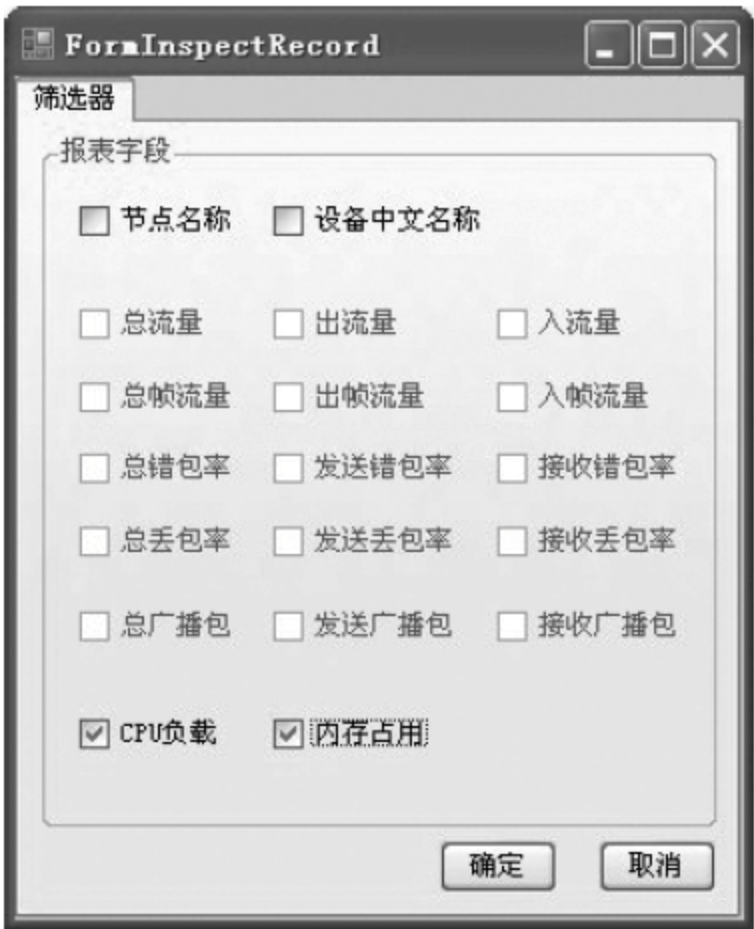 FormInspectRecord
筛选器
报表字段
节点名称 设备中文名称
总流量 出流量 入流量
总帧流量 出帧流量 入帧流量
总错包率 发送错包率 接收错包率
总丢包率 发送丢包率 接收丢包率
总广播包 发送广播包 接收广播包
CPU负载 内存占用
确定 取消